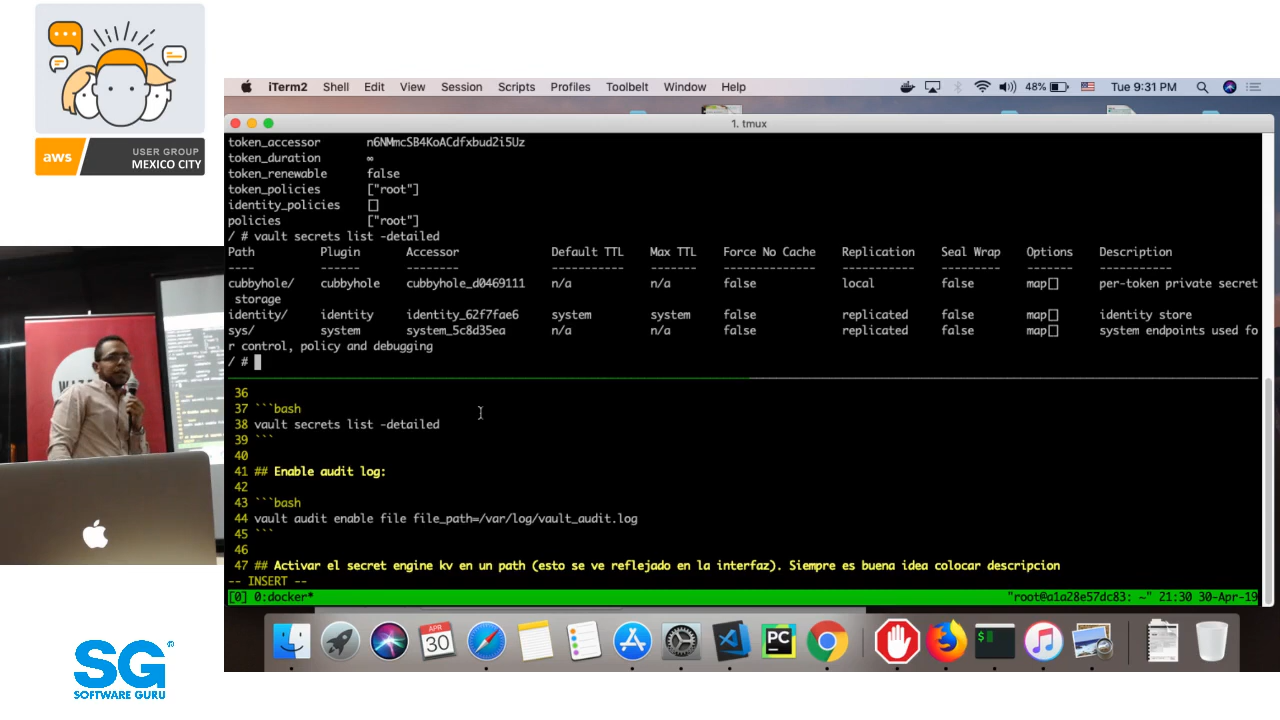 aws
USER GROUP
MEXICO CITY
iTerm2 Shell Edit View Session Scripts Profiles Toolbelt Window Help
48% Tue 9:31 PM
1. tmux
token_accessor n6NMmcSB4KoACdfxbud2i5Uz
token_duration ∞
token_renewable false
token_policies ["root"]
identity_policies []
policies ["root"]
/ # vault secrets list -detailed
Path Plugin Accessor Default TTL Max TTL Force No Cache Replication Seal Wrap Options Description
---- ------ -------- ----------- ------- -------------- ----------- --------- ------- -----------
cubbyhole/ cubbyhole cubbyhole_d0469111 n/a n/a false local false map[] per-token private secret
storage
identity/ identity identity_62f7fae6 system system false replicated false map[] identity store
sys/ system system_5c8d35ea n/a n/a false replicated false map[] system endpoints used fo
r control, policy and debugging
/ #
36
37 ```bash
38 vault secrets list -detailed
39 ```
40
41 ## Enable audit log:
42
43 ```bash
44 vault audit enable file file_path=/var/log/vault_audit.log
45 ```
46
47 ## Activar el secret engine kv en un path (esto se ve reflejado en la interfaz). Siempre es buena idea colocar descripcion
-- INSERT --
[0] 0:docker* "root@a1a28e57dc83: ~" 21:30 30-Apr-19
APR
30
PC
$
SG
SOFTWARE GURU